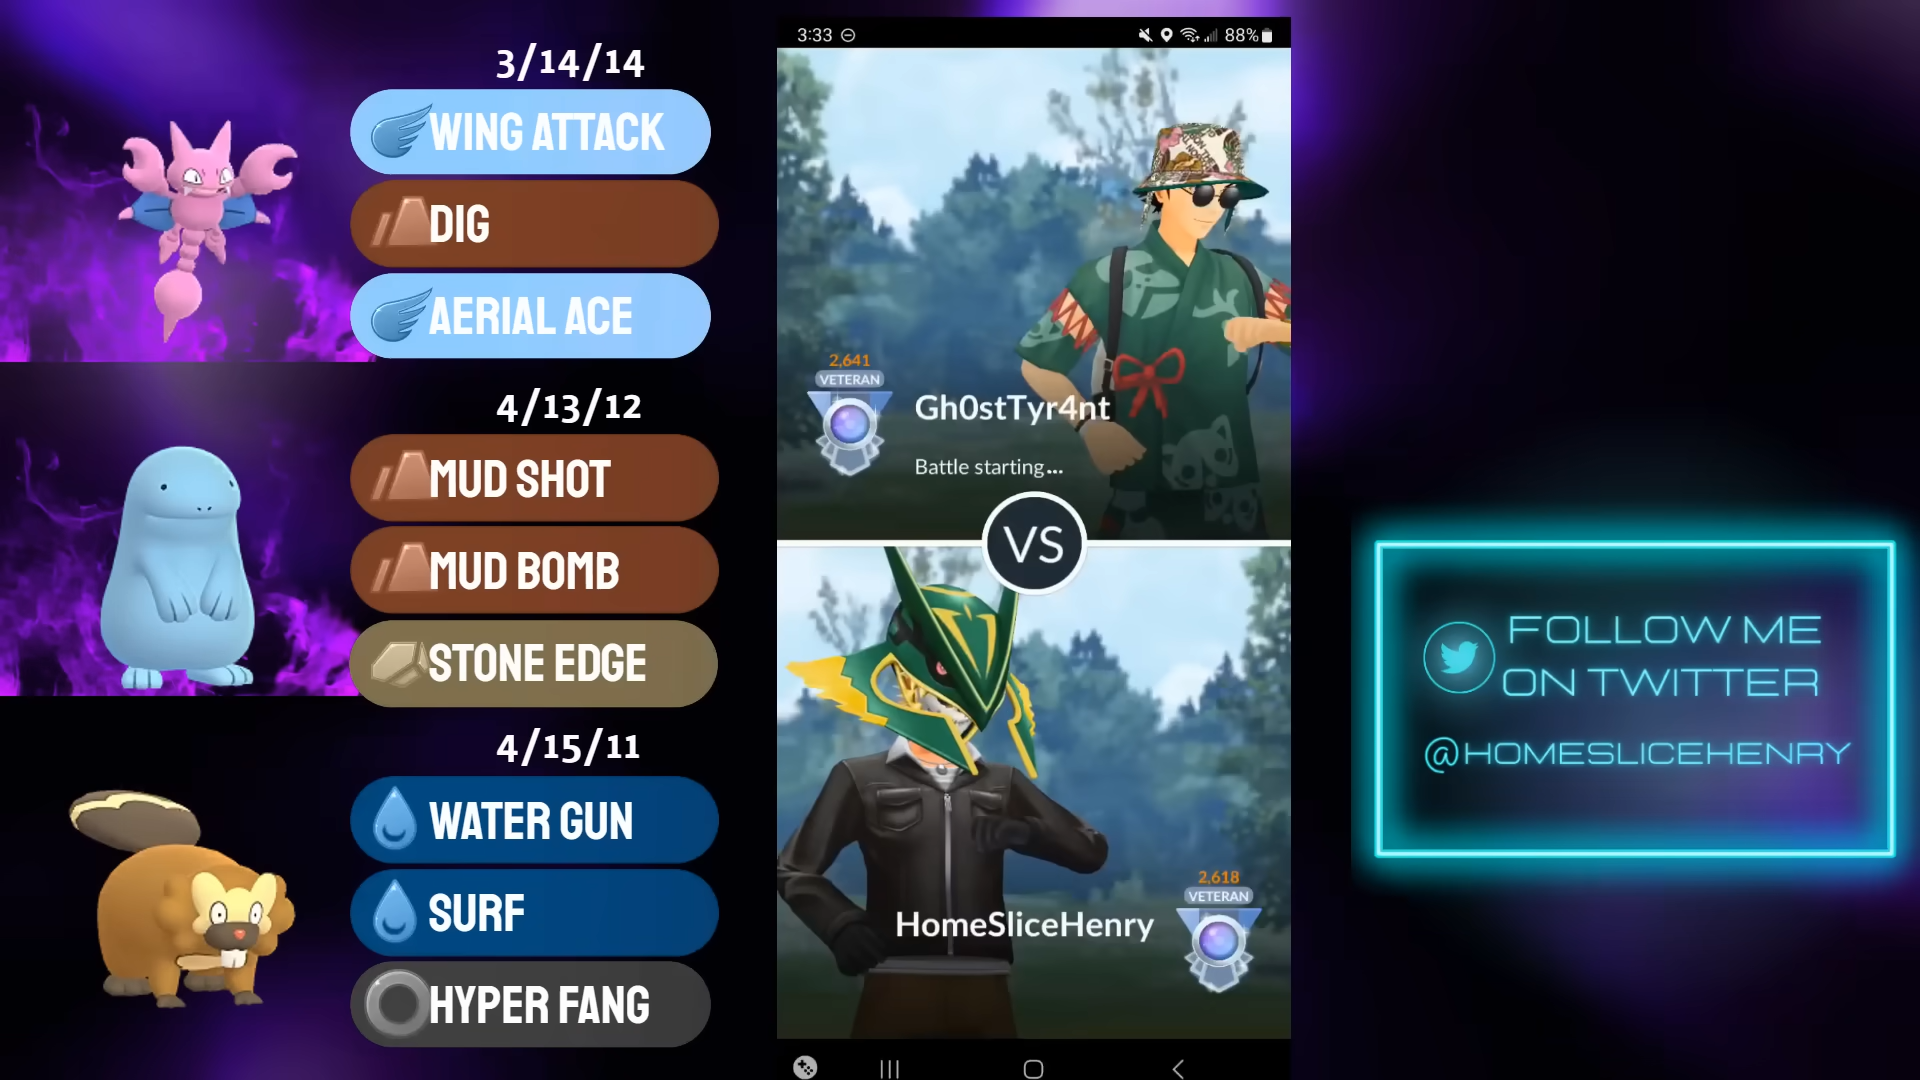 3/14/14
WING ATTACK
DIG
AERIAL ACE
4/13/12
MUD SHOT
MUD BOMB
STONE EDGE
4/15/11
WATER GUN
SURF
HYPER FANG
3:33
88%
2,641
VETERAN
Gh0stTyr4nt
Battle starting...
VS
2,618
VETERAN
HomeSliceHenry
FOLLOW ME
ON TWITTER
@HOMESLICEHENRY